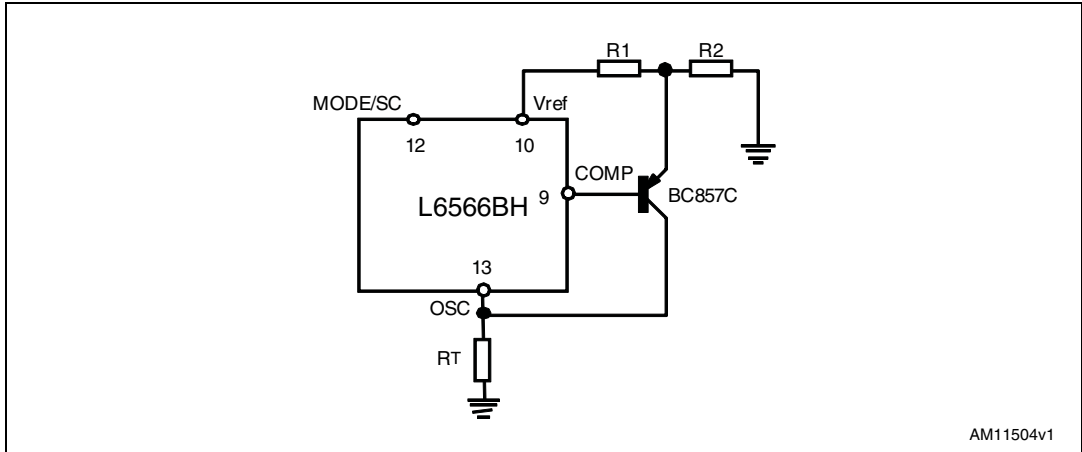 R1
R2
MODE/SC
Vref
12
10
COMP
9
BC857C
L6566BH
13
OSC
RT
AM11504v1